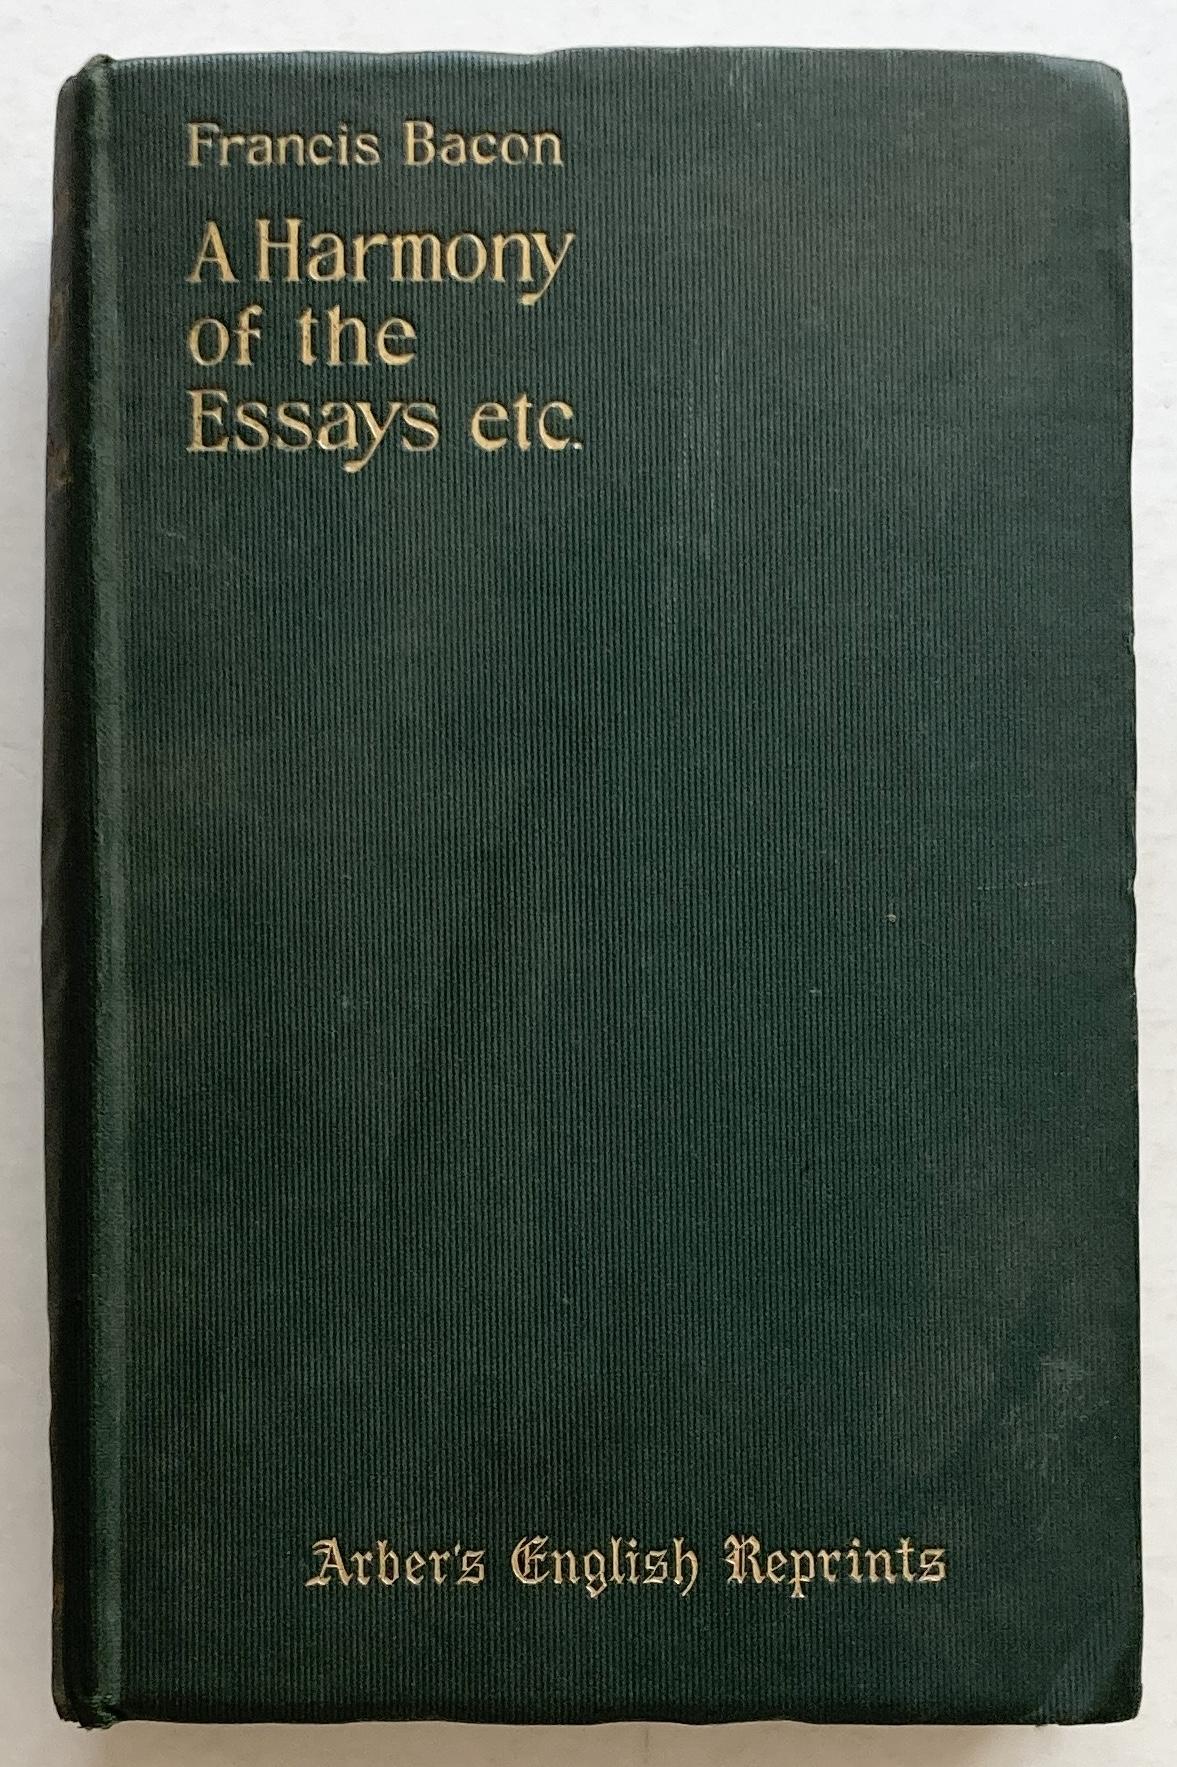 Francis Bacon
A Harmony
of the
Essays etc.
Arber's English Reprints